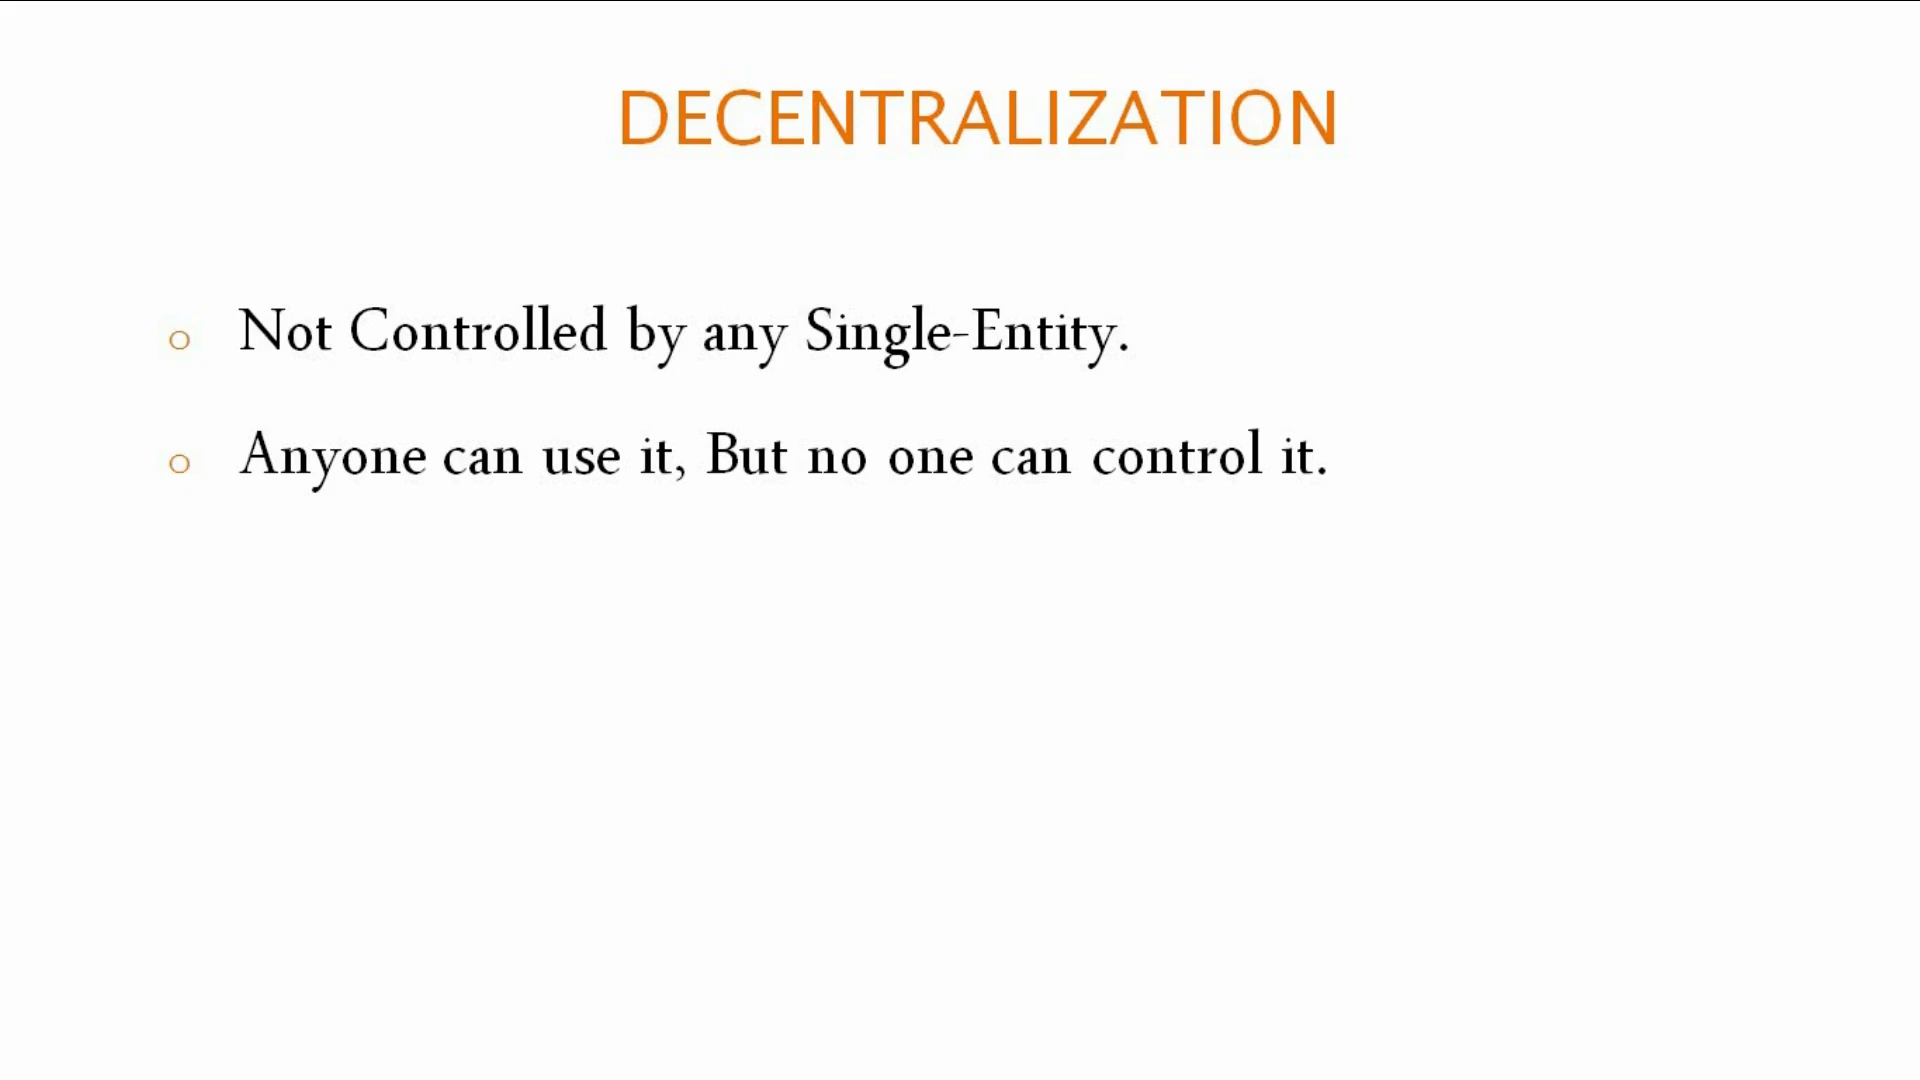 DECENTRALIZATION
Not Controlled by any Single-Entity.
Anyone can use it, But no one can control it.